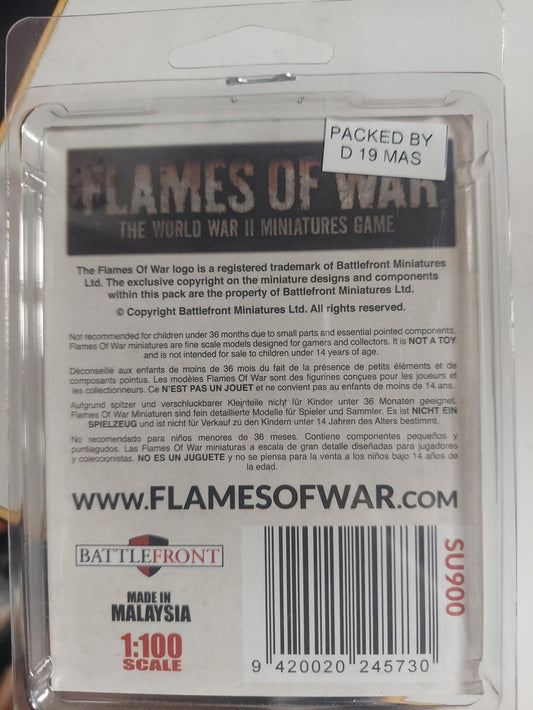 PACKED BY
D 19 MAS
FLAMES OF WAR
THE WORLD WAR II MINIATURES GAME
The Flames Of War logo is a registered trademark of Battlefront Miniatures
Ltd. The exclusive copyright on the miniature designs and components
within this pack are the property of Battlefront Miniatures Ltd.
© Copyright Battlefront Miniatures Ltd. All rights reserved.
Not recommended for children under 36 months due to small parts and essential pointed components.
Flames Of War miniatures are fine scale models designed for gamers and collectors. It is NOT A TOY
and is not intended for sale to children under 14 years of age.
Déconseillé aux enfants de moins de 36 mois du fait de la présence de petits éléments et de
composants pointus. Les modèles Flames Of War sont des figurines conçues pour les joueurs et
les collectionneurs. Ce N'EST PAS UN JOUET et ne convient pas au enfants de moins de 14 ans.
Aufgrund spitzer und verschluckbarer Kleinteile nicht für Kinder unter 36 Monaten geeignet.
Flames Of War Miniaturen sind fein detaillierte Modelle für Spieler und Sammler. Es ist NICHT EIN
SPIELZEUG und ist nicht für Verkauf zu den Kindern unter 14 Jahren des Alters bestimmt.
No recomendado para niños menores de 36 meses. Contiene componentes pequeños y
puntiagudos. Las Flames Of War miniaturas a escala de gran detalle diseñadas para jugadores
y coleccionistas. NO ES UN JUGUETE y no se piensa para la venta a los niños bajo 14 años de
la edad.
WWW.FLAMESOFWAR.COM
BATTLEFRONT
MADE IN
MALAYSIA
1:100
SCALE
SU900
9 420020 245730